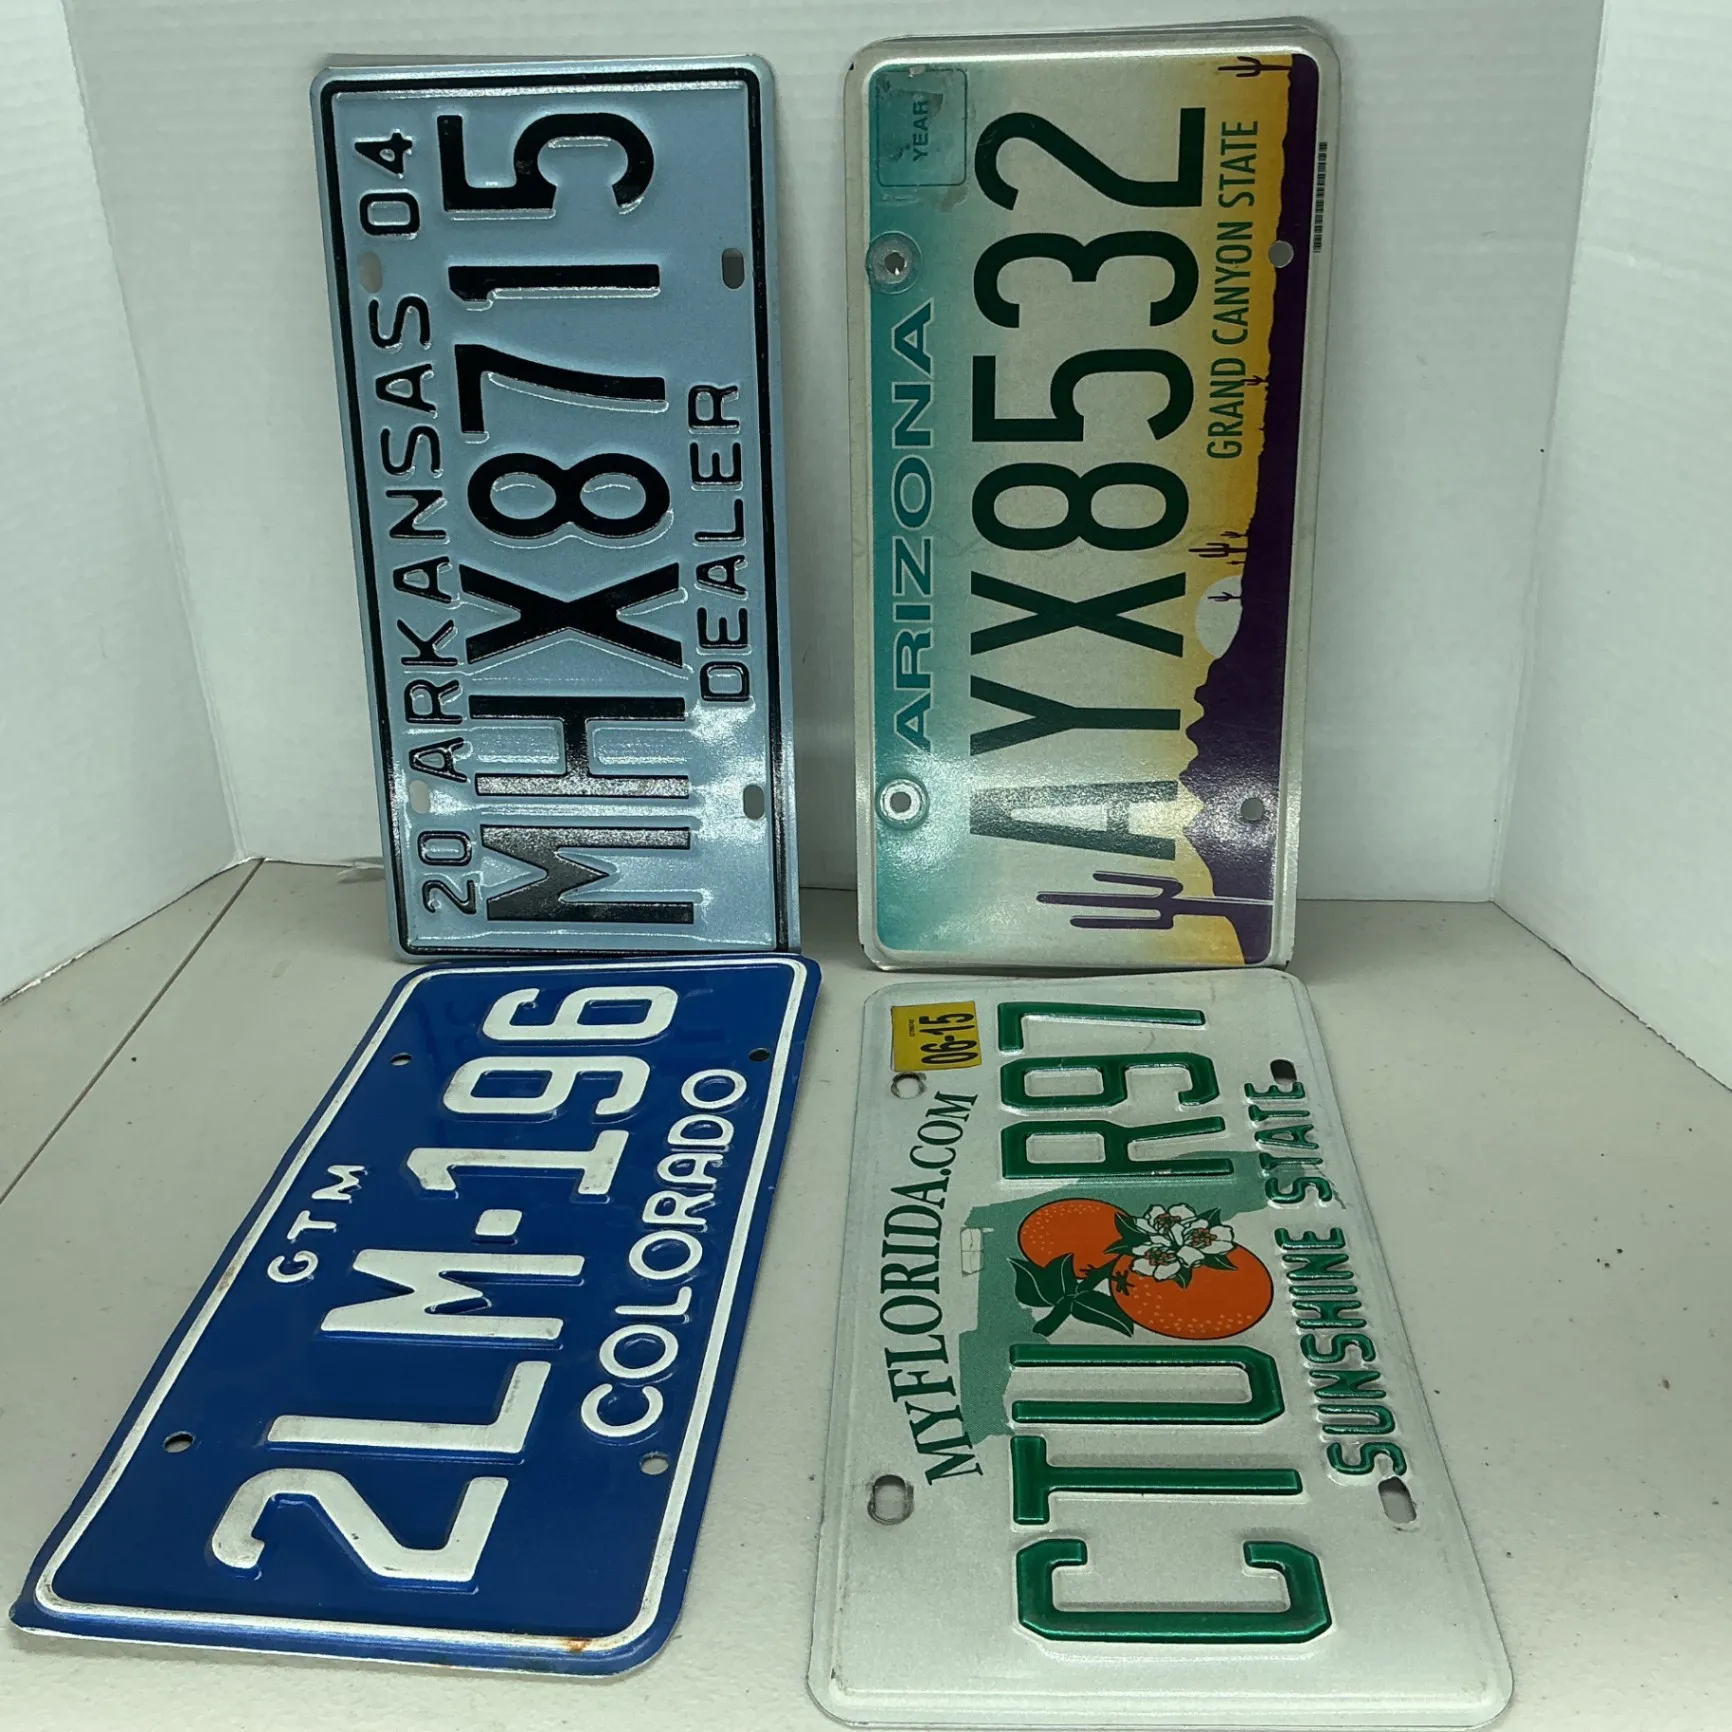 20 ARKANSAS 04
MHX8715
DEALER
YEAR
ARIZONA
AYX8532
GRAND CANYON STATE
GTM
2LM·196
COLORADO
06-15
MYFLORIDA.COM
CTU R97
SUNSHINE STATE